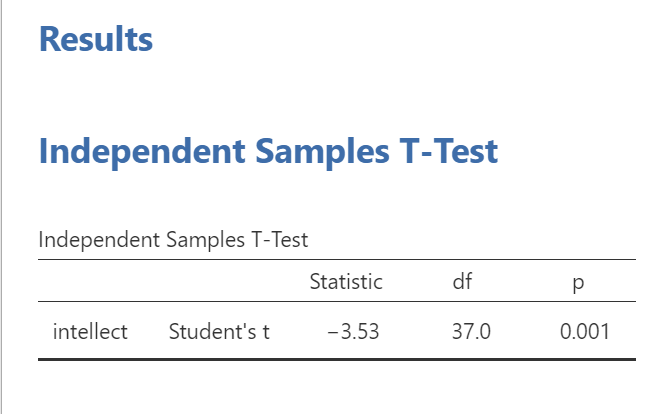 Results
Independent Samples T-Test
Independent Samples T-Test
Statistic df p
intellect Student's t −3.53 37.0 0.001